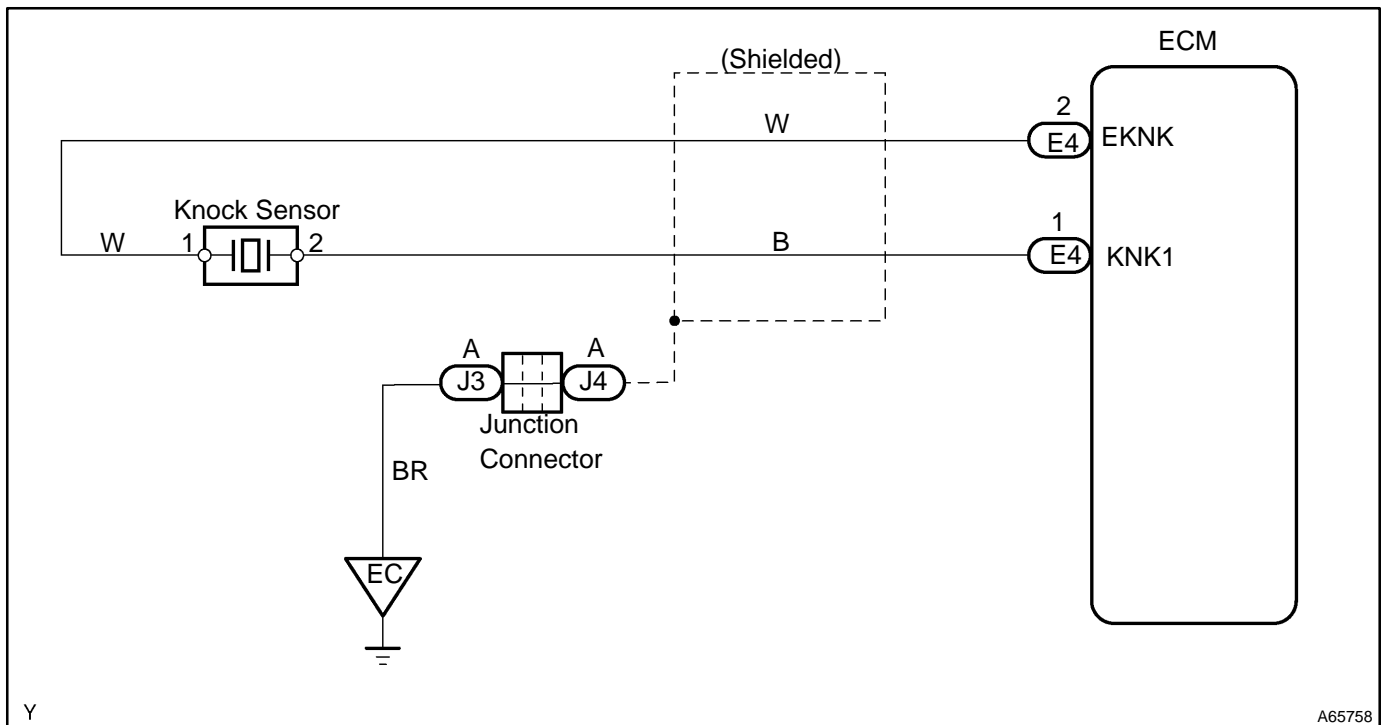 ECM
(Shielded)
2
W
E4
EKNK
Knock Sensor
1
W
1
2
B
E4
KNK1
A
A
J3
J4
Junction
Connector
BR
EC
Y
A65758